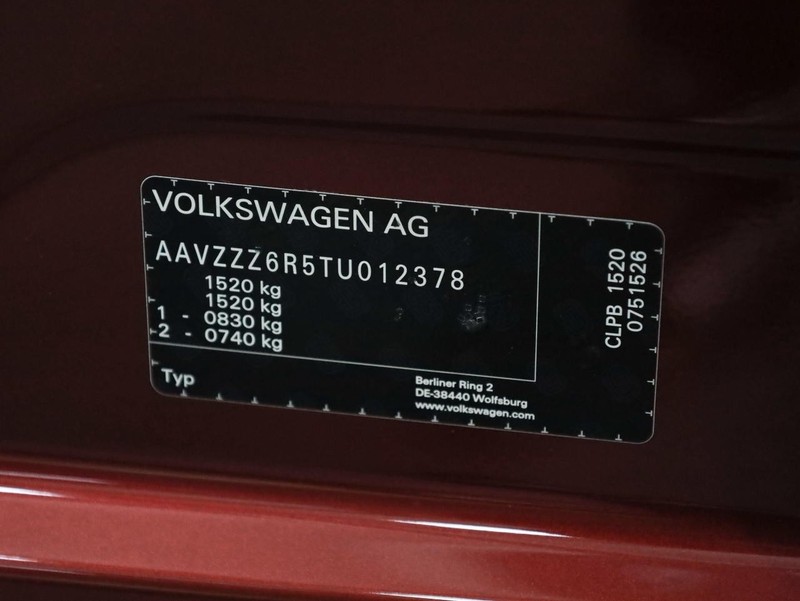 VOLKSWAGEN AG
AAVZZZ6R5TU012378
1520 kg
1520 kg
1 - 0830 kg
2 - 0740 kg
Typ
Berliner Ring 2
DE-38440 Wolfsburg
www.volkswagen.com
CLPB 1520
0751526